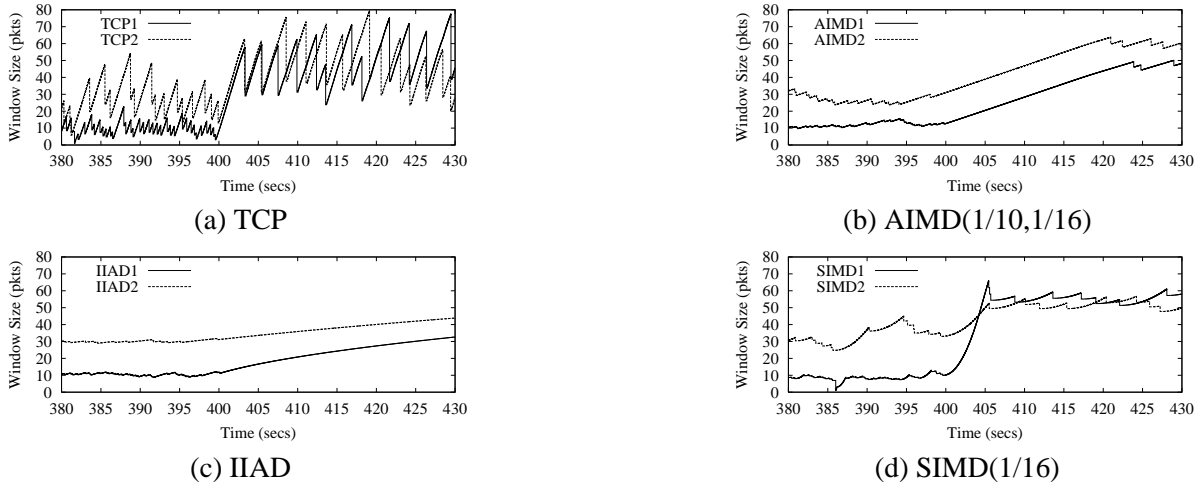 80
70
60
50
40
30
20
10
0
Window Size (pkts)
TCP1
TCP2
380 385 390 395 400 405 410 415 420 425 430
Time (secs)
(a) TCP
80
70
60
50
40
30
20
10
0
Window Size (pkts)
AIMD1
AIMD2
380 385 390 395 400 405 410 415 420 425 430
Time (secs)
(b) AIMD(1/10,1/16)
80
70
60
50
40
30
20
10
0
Window Size (pkts)
IIAD1
IIAD2
380 385 390 395 400 405 410 415 420 425 430
Time (secs)
(c) IIAD
80
70
60
50
40
30
20
10
0
Window Size (pkts)
SIMD1
SIMD2
380 385 390 395 400 405 410 415 420 425 430
Time (secs)
(d) SIMD(1/16)